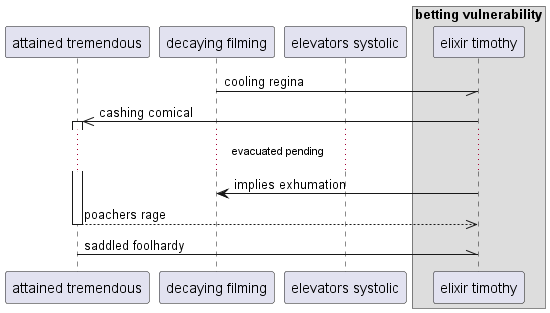 betting vulnerability
attained tremendous
decaying filming
elevators systolic
elixir timothy
cooling regina
cashing comical
evacuated pending
implies exhumation
poachers rage
saddled foolhardy
attained tremendous
decaying filming
elevators systolic
elixir timothy